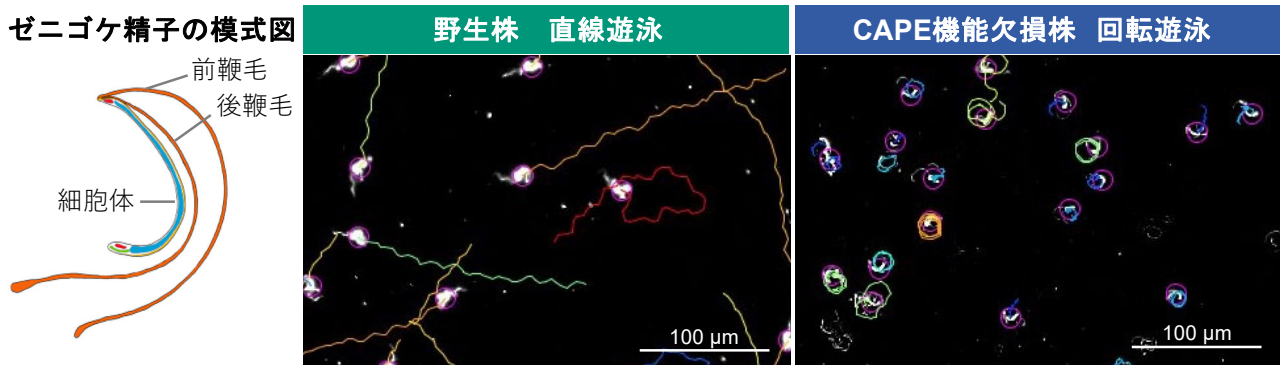 ゼニゴケ精子の模式図
前鞭毛
後鞭毛
細胞体
野生株 直線遊泳
100 μm
CAPE機能欠損株 回転遊泳
100 μm